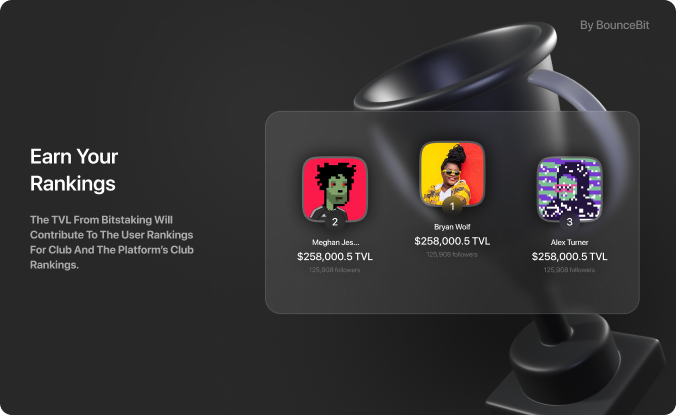 By BounceBit
Earn Your
Rankings
The TVL From Bitstaking Will
Contribute To The User Rankings
For Club And The Platform's Club
Rankings.
2
Meghan Jes...
$258,000.5 TVL
125,908 followers
1
Bryan Wolf
$258,000.5 TVL
125,908 followers
3
Alex Turner
$258,000.5 TVL
125,908 followers